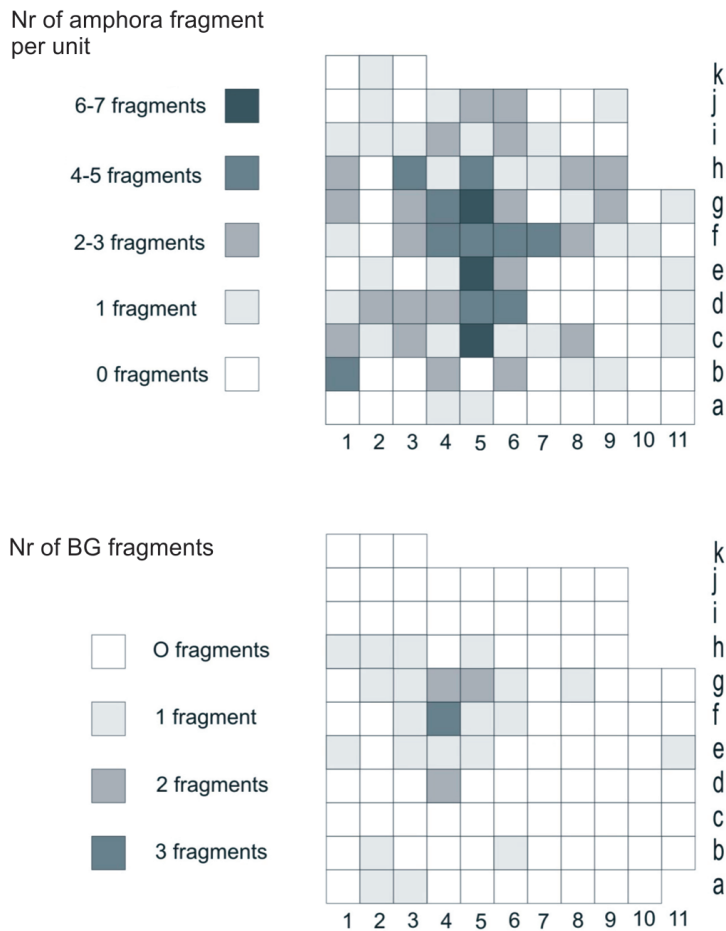 Nr of amphora fragment
per unit
6-7 fragments
4-5 fragments
2-3 fragments
1 fragment
0 fragments
k
j
i
h
g
f
e
d
c
b
a
1 2 3 4 5 6 7 8 9 10 11
Nr of BG fragments
O fragments
1 fragment
2 fragments
3 fragments
k
j
i
h
g
f
e
d
c
b
a
1 2 3 4 5 6 7 8 9 10 11